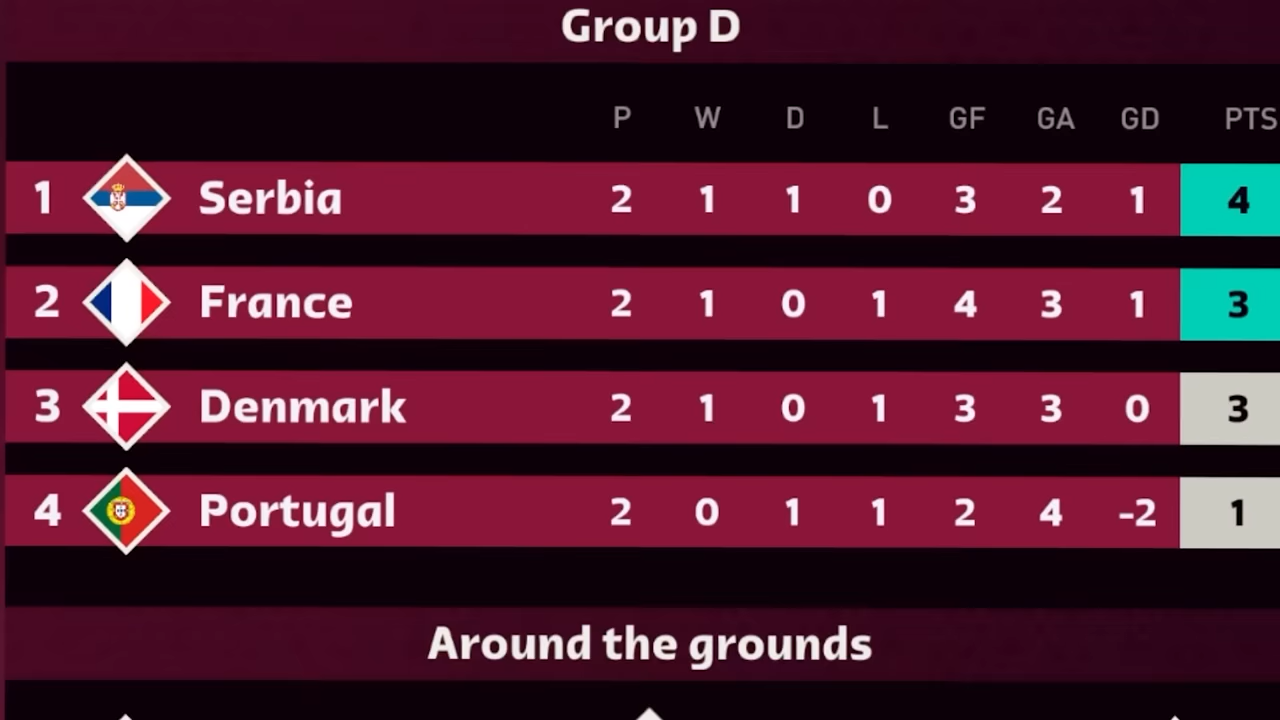 Group D
P W D L GF GA GD PTS
1 Serbia 2 1 1 0 3 2 1 4
2 France 2 1 0 1 4 3 1 3
3 Denmark 2 1 0 1 3 3 0 3
4 Portugal 2 0 1 1 2 4 -2 1
Around the grounds